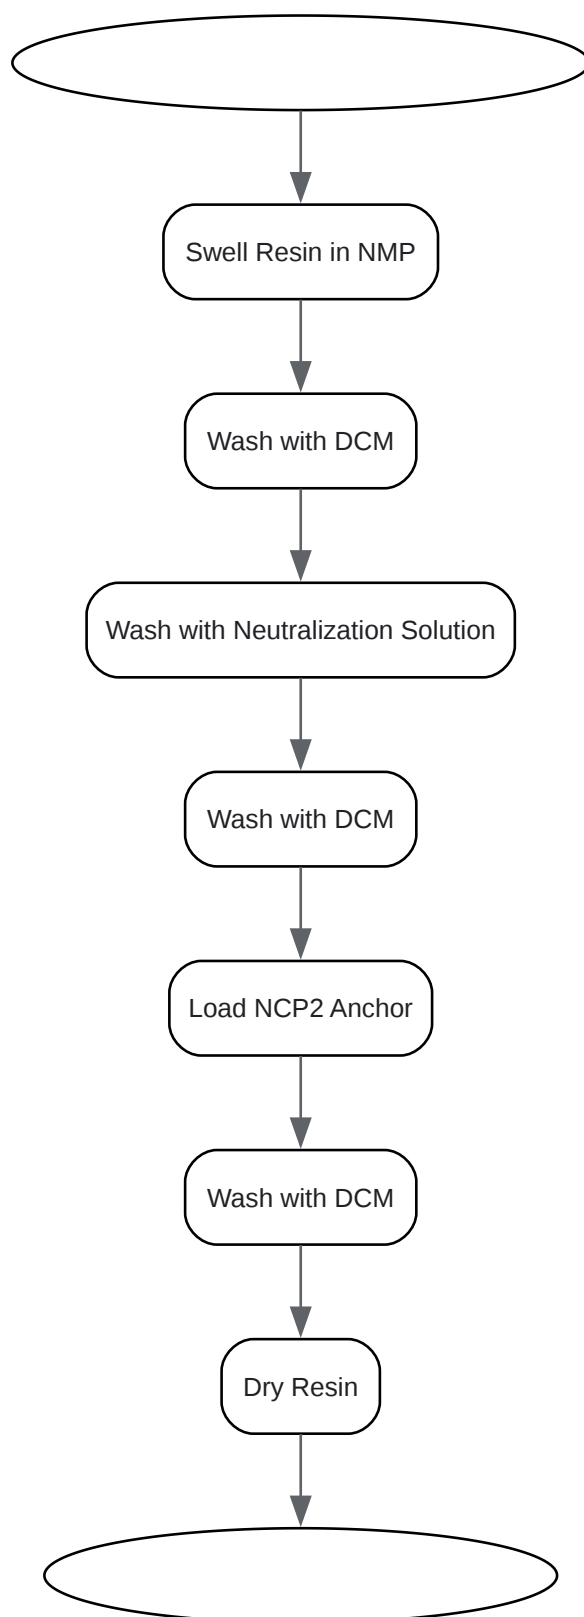 Swell Resin in NMP
Wash with DCM
Wash with Neutralization Solution
Wash with DCM
Load NCP2 Anchor
Wash with DCM
Dry Resin